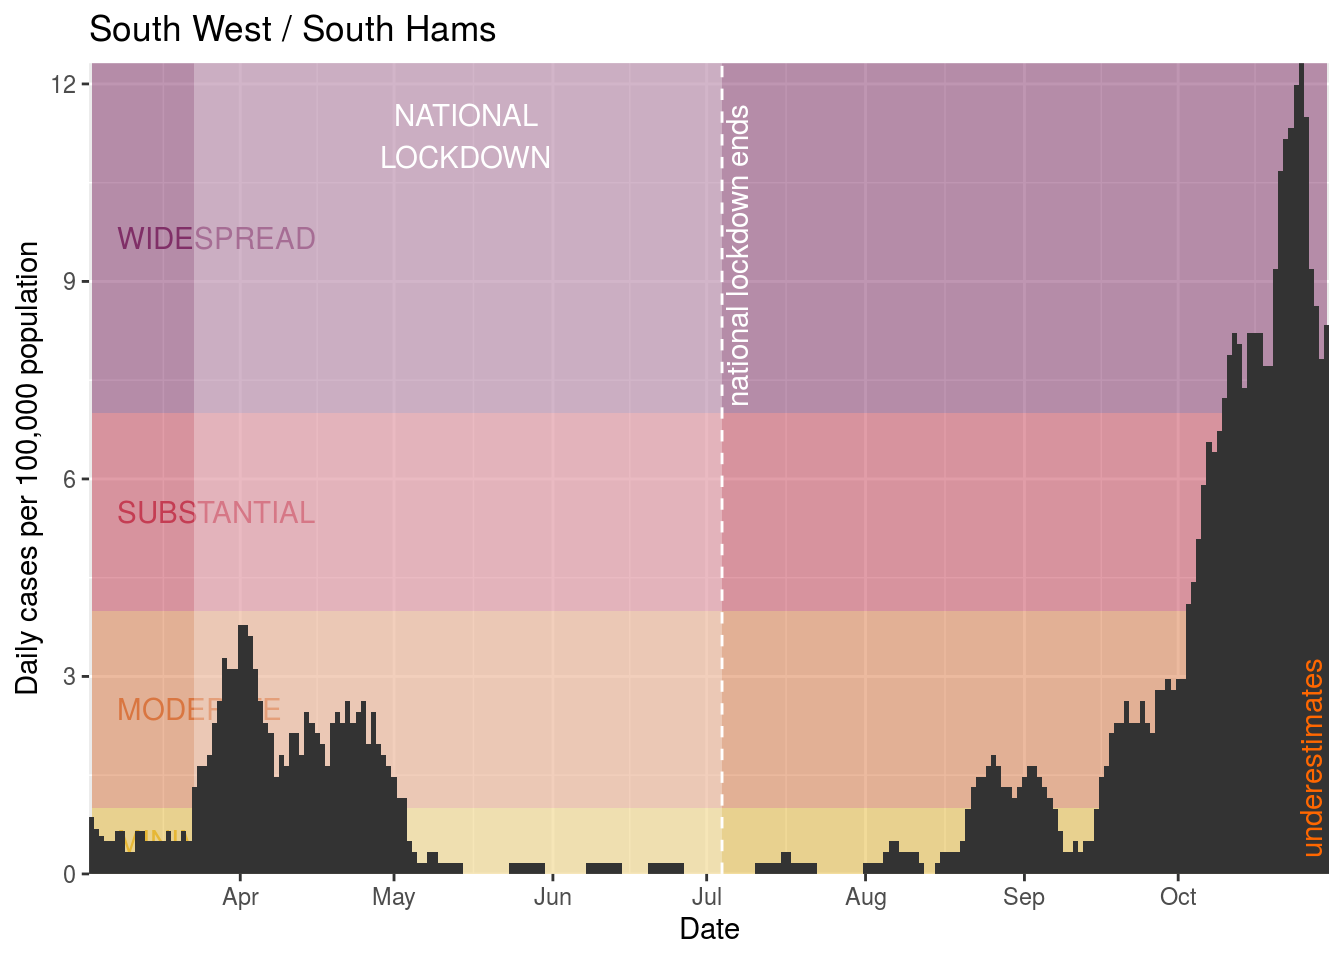 South West / South Hams
12
9
6
3
0
Daily cases per 100,000 population
NATIONAL
LOCKDOWN
WIDESPREAD
SUBSTANTIAL
national lockdown ends
underestimates
Apr
May
Jun
Jul
Aug
Sep
Oct
Date